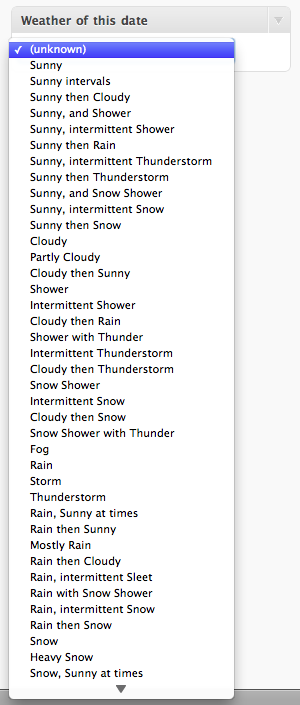 Weather of this date
(unknown)
Sunny
Sunny intervals
Sunny then Cloudy
Sunny, and Shower
Sunny, intermittent Shower
Sunny then Rain
Sunny, intermittent Thunderstorm
Sunny then Thunderstorm
Sunny, and Snow Shower
Sunny, intermittent Snow
Sunny then Snow
Cloudy
Partly Cloudy
Cloudy then Sunny
Shower
Intermittent Shower
Cloudy then Rain
Shower with Thunder
Intermittent Thunderstorm
Cloudy then Thunderstorm
Snow Shower
Intermittent Snow
Cloudy then Snow
Snow Shower with Thunder
Fog
Rain
Storm
Thunderstorm
Rain, Sunny at times
Rain then Sunny
Mostly Rain
Rain then Cloudy
Rain, intermittent Sleet
Rain with Snow Shower
Rain, intermittent Snow
Rain then Snow
Snow
Heavy Snow
Snow, Sunny at times